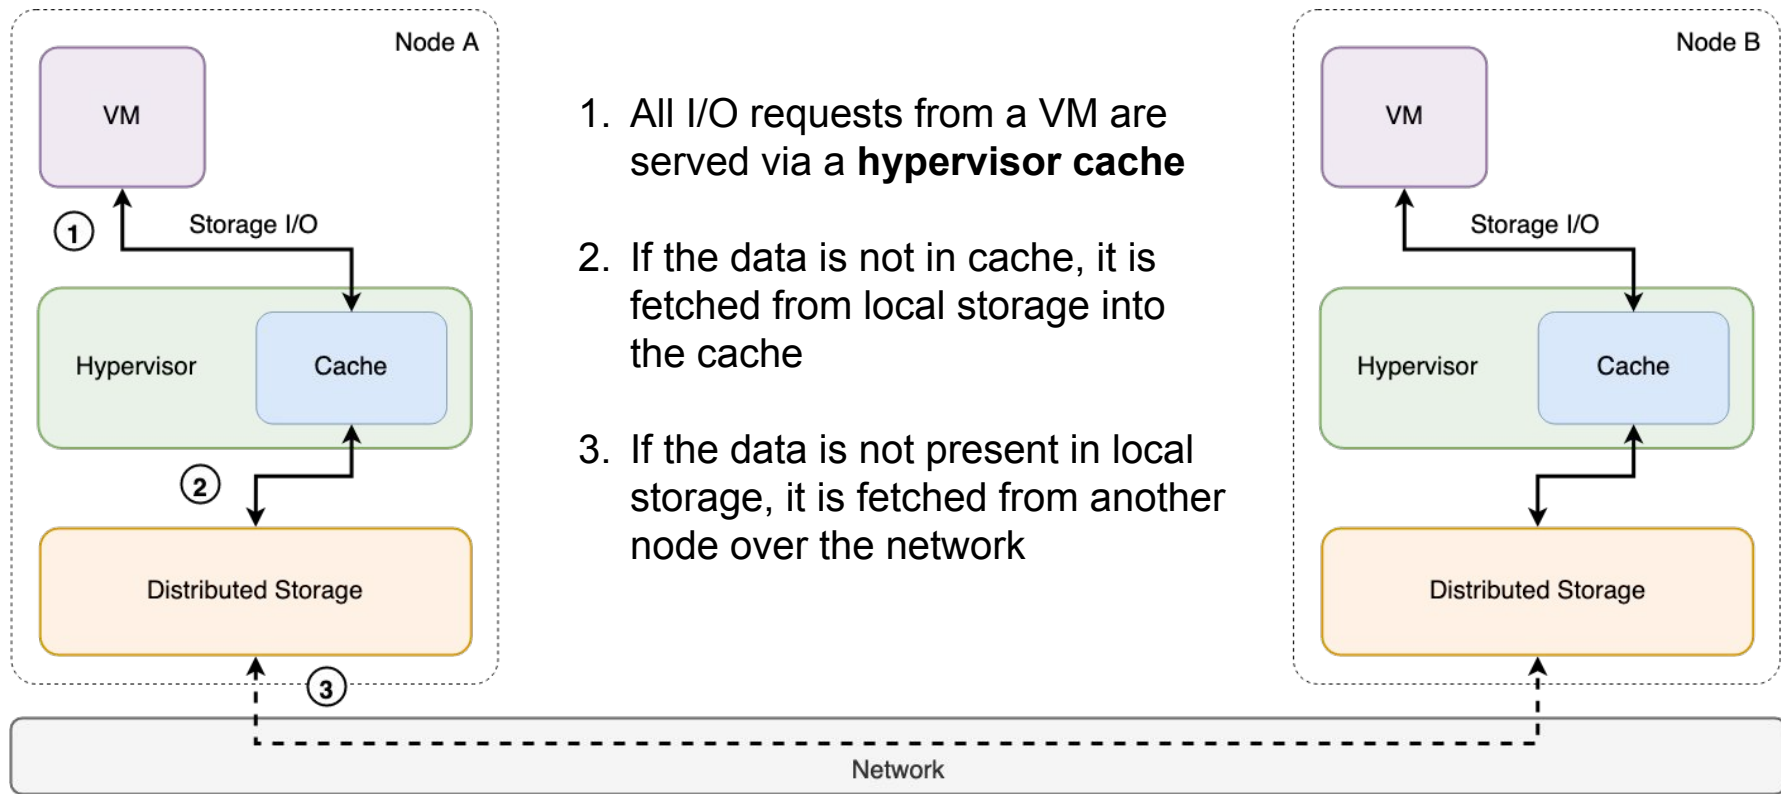 Node A
VM
1
Storage I/O
Hypervisor
Cache
2
Distributed Storage
3
1. All I/O requests from a VM are
served via a hypervisor cache
2. If the data is not in cache, it is
fetched from local storage into
the cache
3. If the data is not present in local
storage, it is fetched from another
node over the network
Node B
VM
Storage I/O
Hypervisor
Cache
Distributed Storage
Network